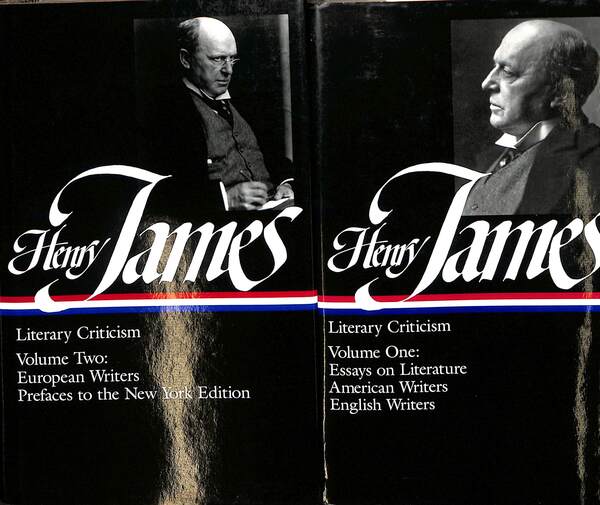 Henry James
Literary Criticism
Volume Two:
European Writers
Prefaces to the New York Edition
Henry James
Literary Criticism
Volume One:
Essays on Literature
American Writers
English Writers